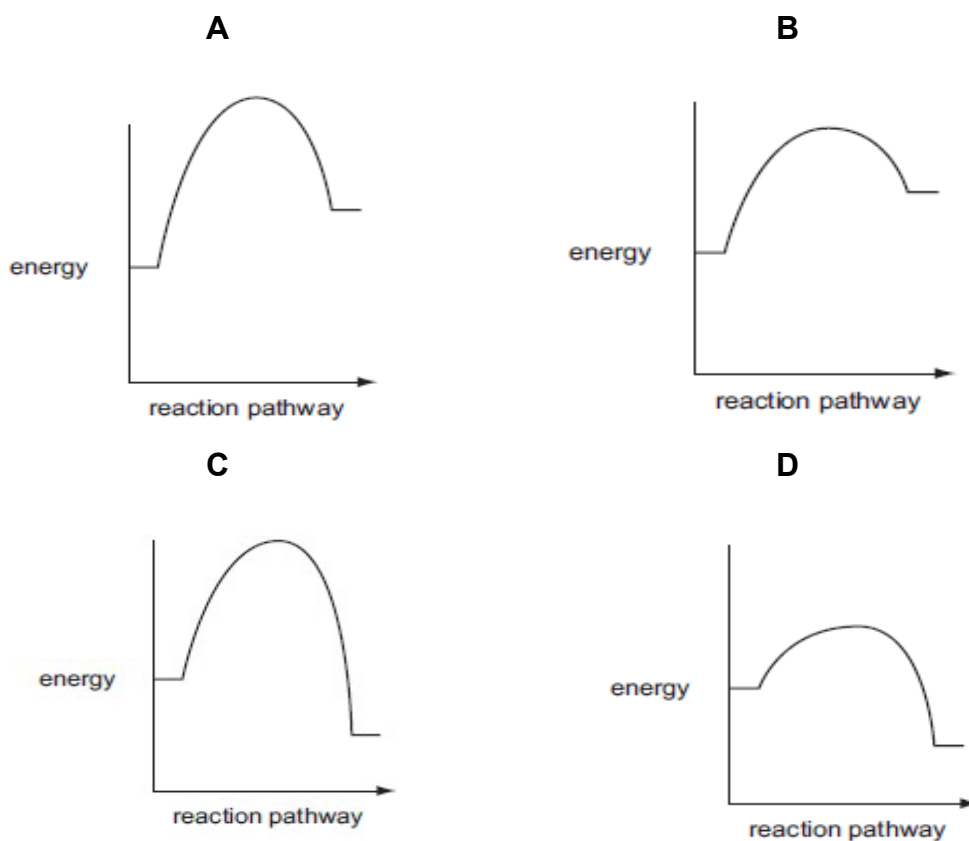 A
B
energy
reaction pathway
energy
reaction pathway
C
D
energy
reaction pathway
energy
reaction pathway